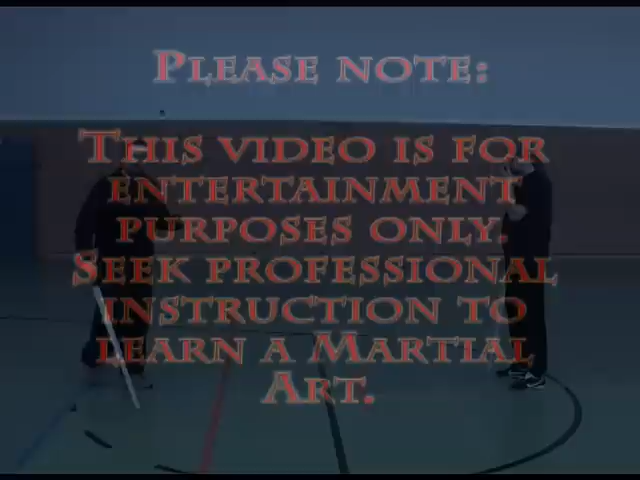 Please note:
This video is for
entertainment
purposes only.
Seek professional
instruction to
learn a Martial
Art.